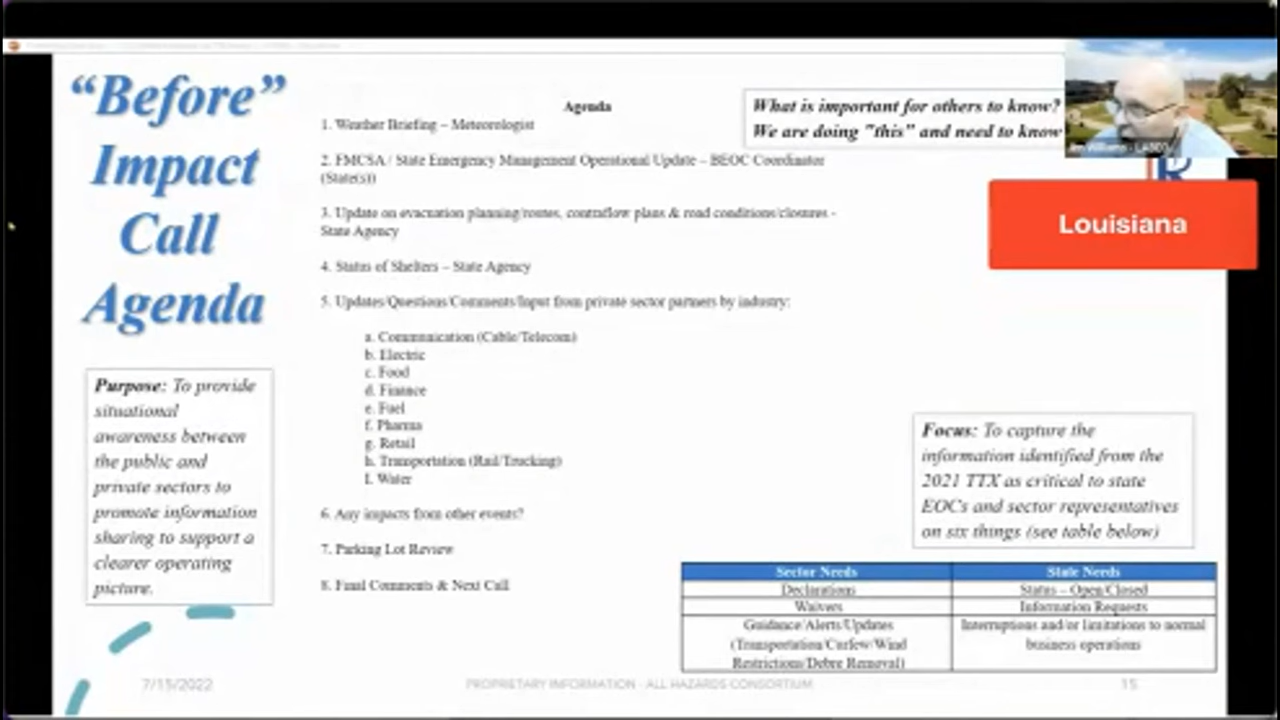 “Before”
Impact
Call
Agenda
Purpose: To provide
situational
awareness between
the public and
private sectors to
promote information
sharing to support a
clearer operating
picture.
Agenda
1. Weather Briefing – Meteorologist
2. FMCSA / State Emergency Management Operational Update – BEOC Coordinator
(State(s))
3. Update on evacuation planning/routes, contraflow plans & road conditions/closures -
State Agency
4. Status of Shelters – State Agency
5. Updates/Questions/Comments/Input from private sector partners by industry:
a. Communication (Cable/Telecom)
b. Electric
c. Food
d. Finance
e. Fuel
f. Pharma
g. Retail
h. Transportation (Rail/Trucking)
I. Water
6. Any impacts from other events?
7. Parking Lot Review
8. Final Comments & Next Call
What is important for others to know?
We are doing "this" and need to know
Williams -
R
Louisiana
Focus: To capture the
information identified from the
2021 TTX as critical to state
EOCs and sector representatives
on six things (see table below)
Sector Needs
State Needs
Declarations
Status – Open/Closed
Waivers
Information Requests
Guidance/Alerts/Updates
(Transportation/Curfew/Wind
Restrictions/Debre Removal)
Interruptions and/or limitations to normal
business operations
7/15/2022
PROPRIETARY INFORMATION - ALL HAZARDS CONSORTIUM
15